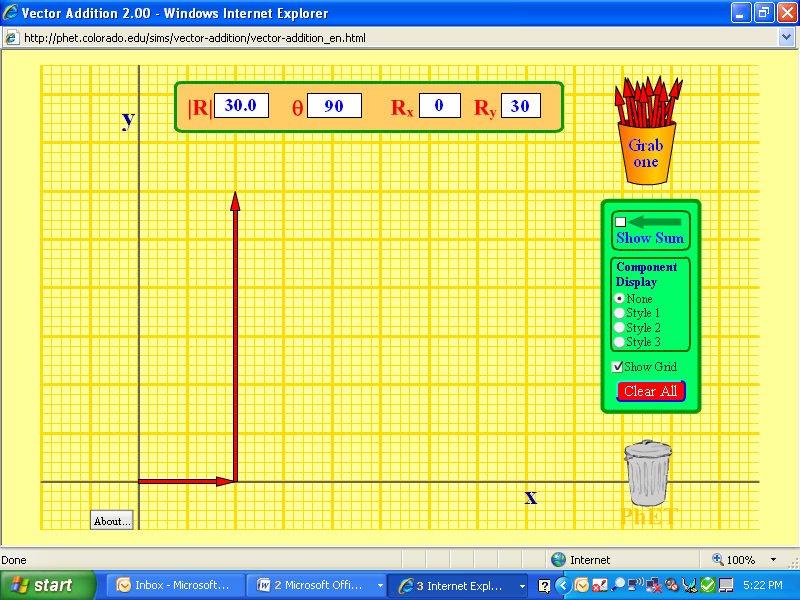 Vector Addition 2.00 - Windows Internet Explorer
http://phet.colorado.edu/sims/vector-addition/vector-addition_en.html
|R| 30.0 θ 90 Rx 0 Ry 30
y
Grab
one
Show Sum
Component
Display
None
Style 1
Style 2
Style 3
Show Grid
Clear All
x
PhET
About...
Done Internet 100%
start Inbox - Microsoft... 2 Microsoft Offi... 3 Internet Expl... 5:22 PM